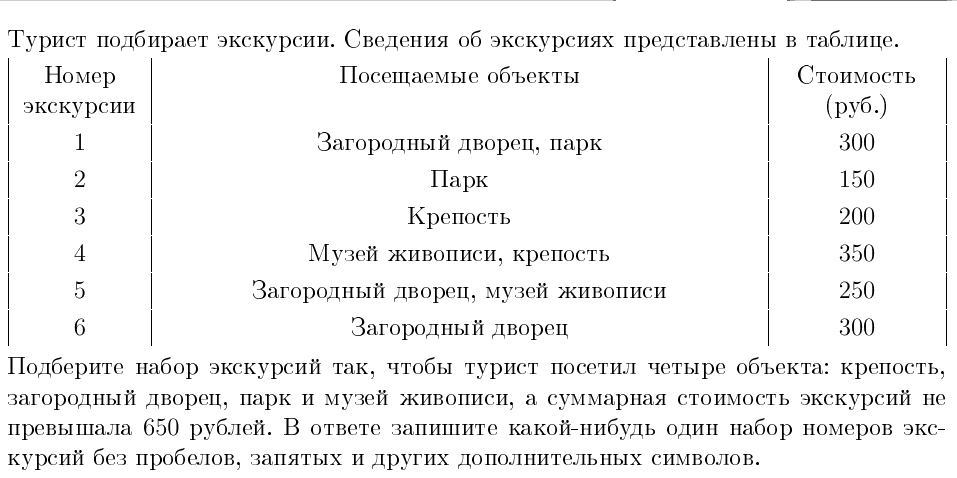 Турист подбирает экскурсии. Сведения об экскурсиях представлены в таблице.
Номер экскурсии Посещаемые объекты Стоимость (руб.)
1 Загородный дворец, парк 300
2 Парк 150
3 Крепость 200
4 Музей живописи, крепость 350
5 Загородный дворец, музей живописи 250
6 Загородный дворец 300
Подберите набор экскурсий так, чтобы турист посетил четыре объекта: крепость,
загородный дворец, парк и музей живописи, а суммарная стоимость экскурсий не
превышала 650 рублей. В ответе запишите какой-нибудь один набор номеров экс-
курсий без пробелов, запятых и других дополнительных символов.